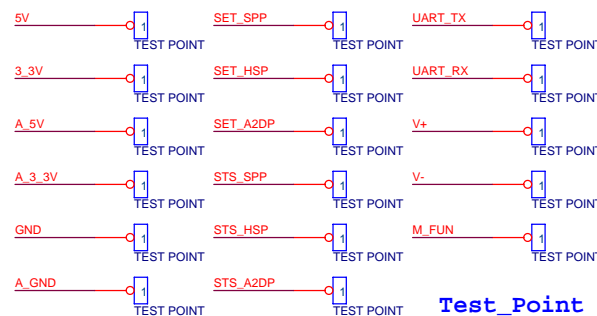 5V 1 SET_SPP 1 UART_TX 1
TEST POINT TEST POINT TEST POINT
3_3V 1 SET_HSP 1 UART_RX 1
TEST POINT TEST POINT TEST POINT
A_5V 1 SET_A2DP 1 V+ 1
TEST POINT TEST POINT TEST POINT
A_3_3V 1 STS_SPP 1 V- 1
TEST POINT TEST POINT TEST POINT
GND 1 STS_HSP 1 M_FUN 1
TEST POINT TEST POINT TEST POINT
A_GND 1 STS_A2DP 1
TEST POINT TEST POINT Test_Point